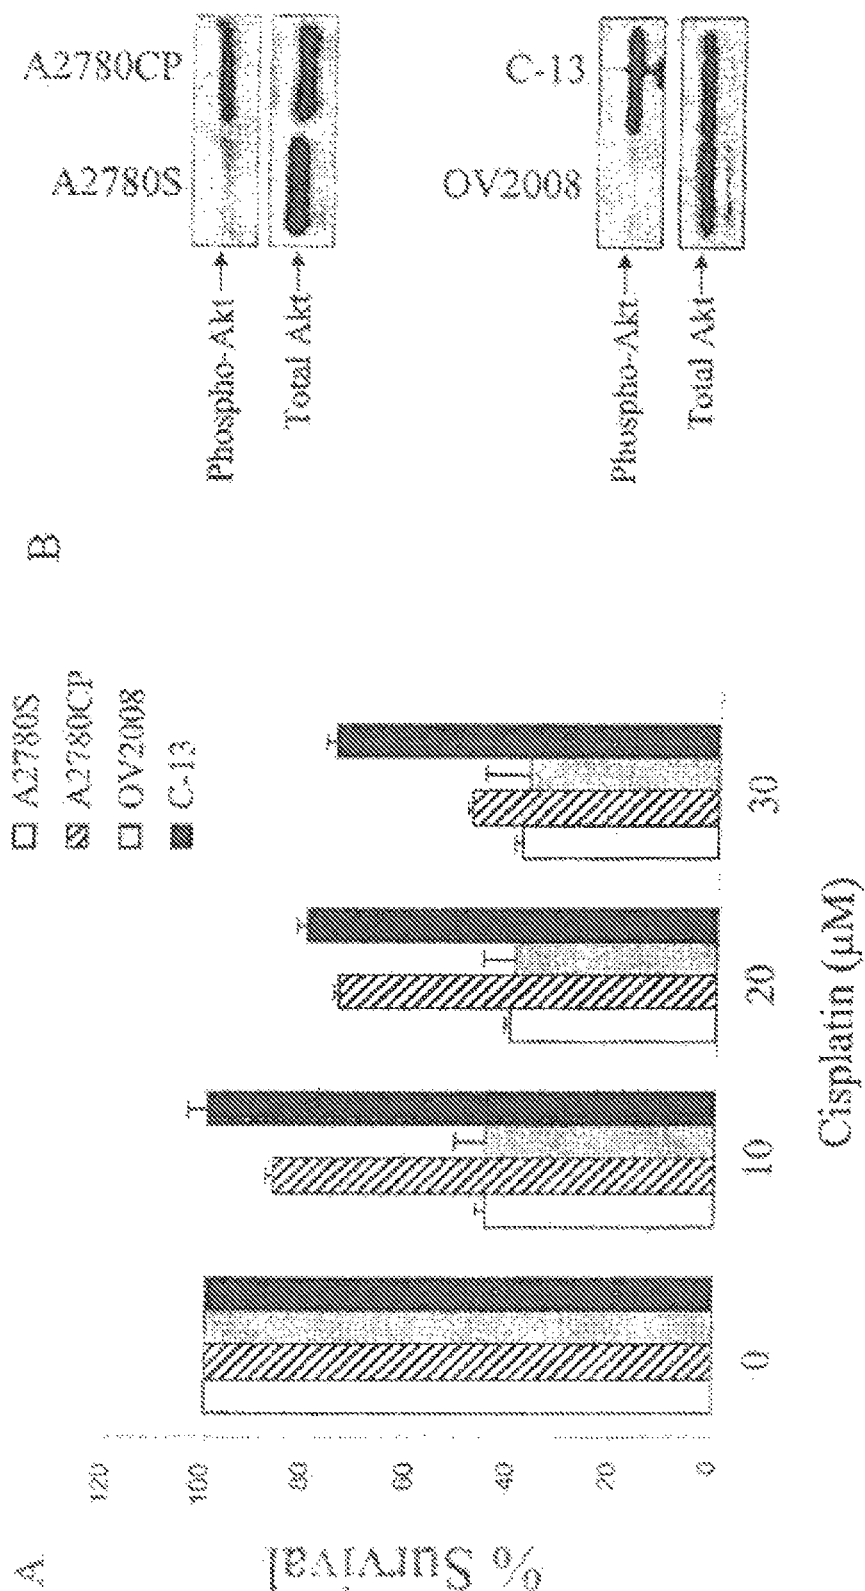 A
% Survival
120
100
80
60
40
20
0
0
10
20
30
Cisplatin (µM)
A2780S
A2780CP
OV2008
C-13
B
A2780S
A2780CP
Phospho-Akt
Total Akt
OV2008
C-13
Phospho-Akt
Total Akt